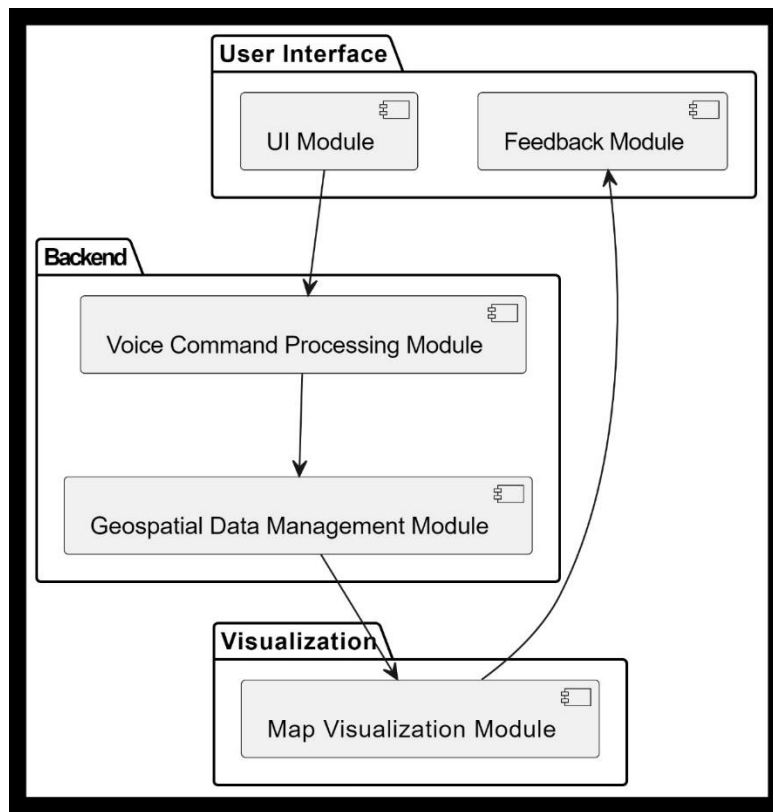 User Interface
UI Module
Feedback Module
Backend
Voice Command Processing Module
Geospatial Data Management Module
Visualization
Map Visualization Module